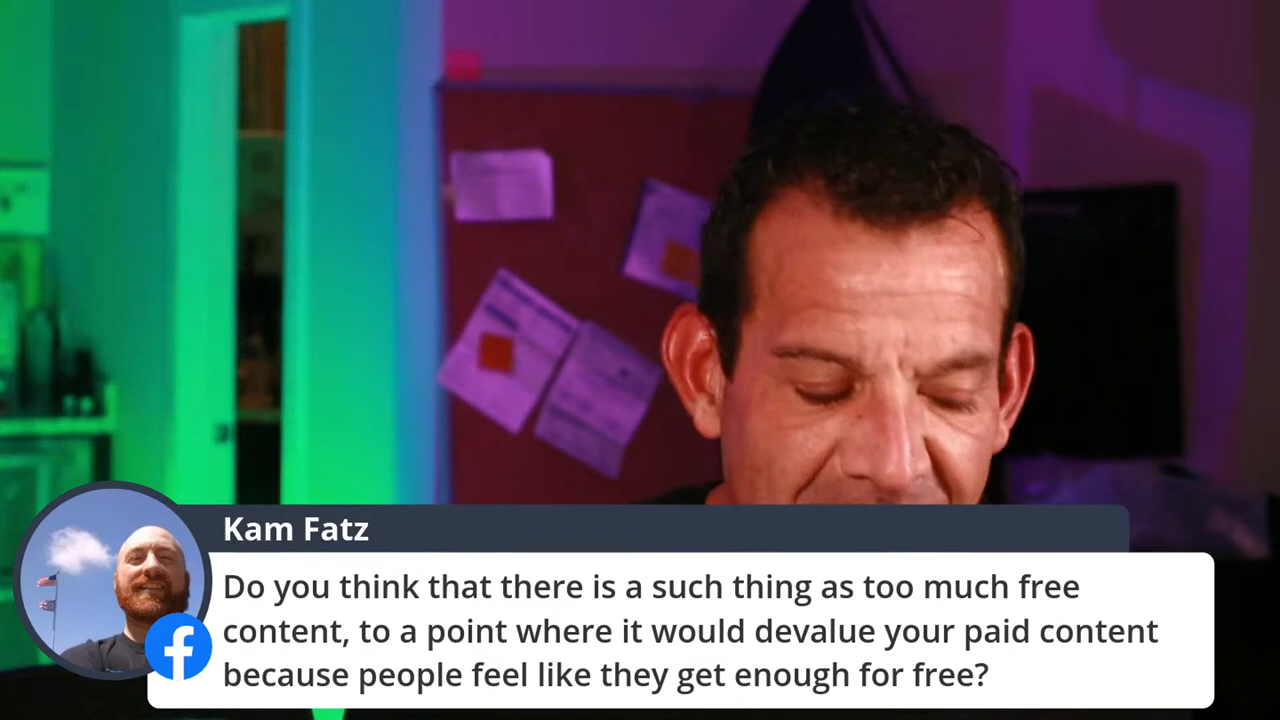 Kam Fatz
Do you think that there is a such thing as too much free
content, to a point where it would devalue your paid content
because people feel like they get enough for free?